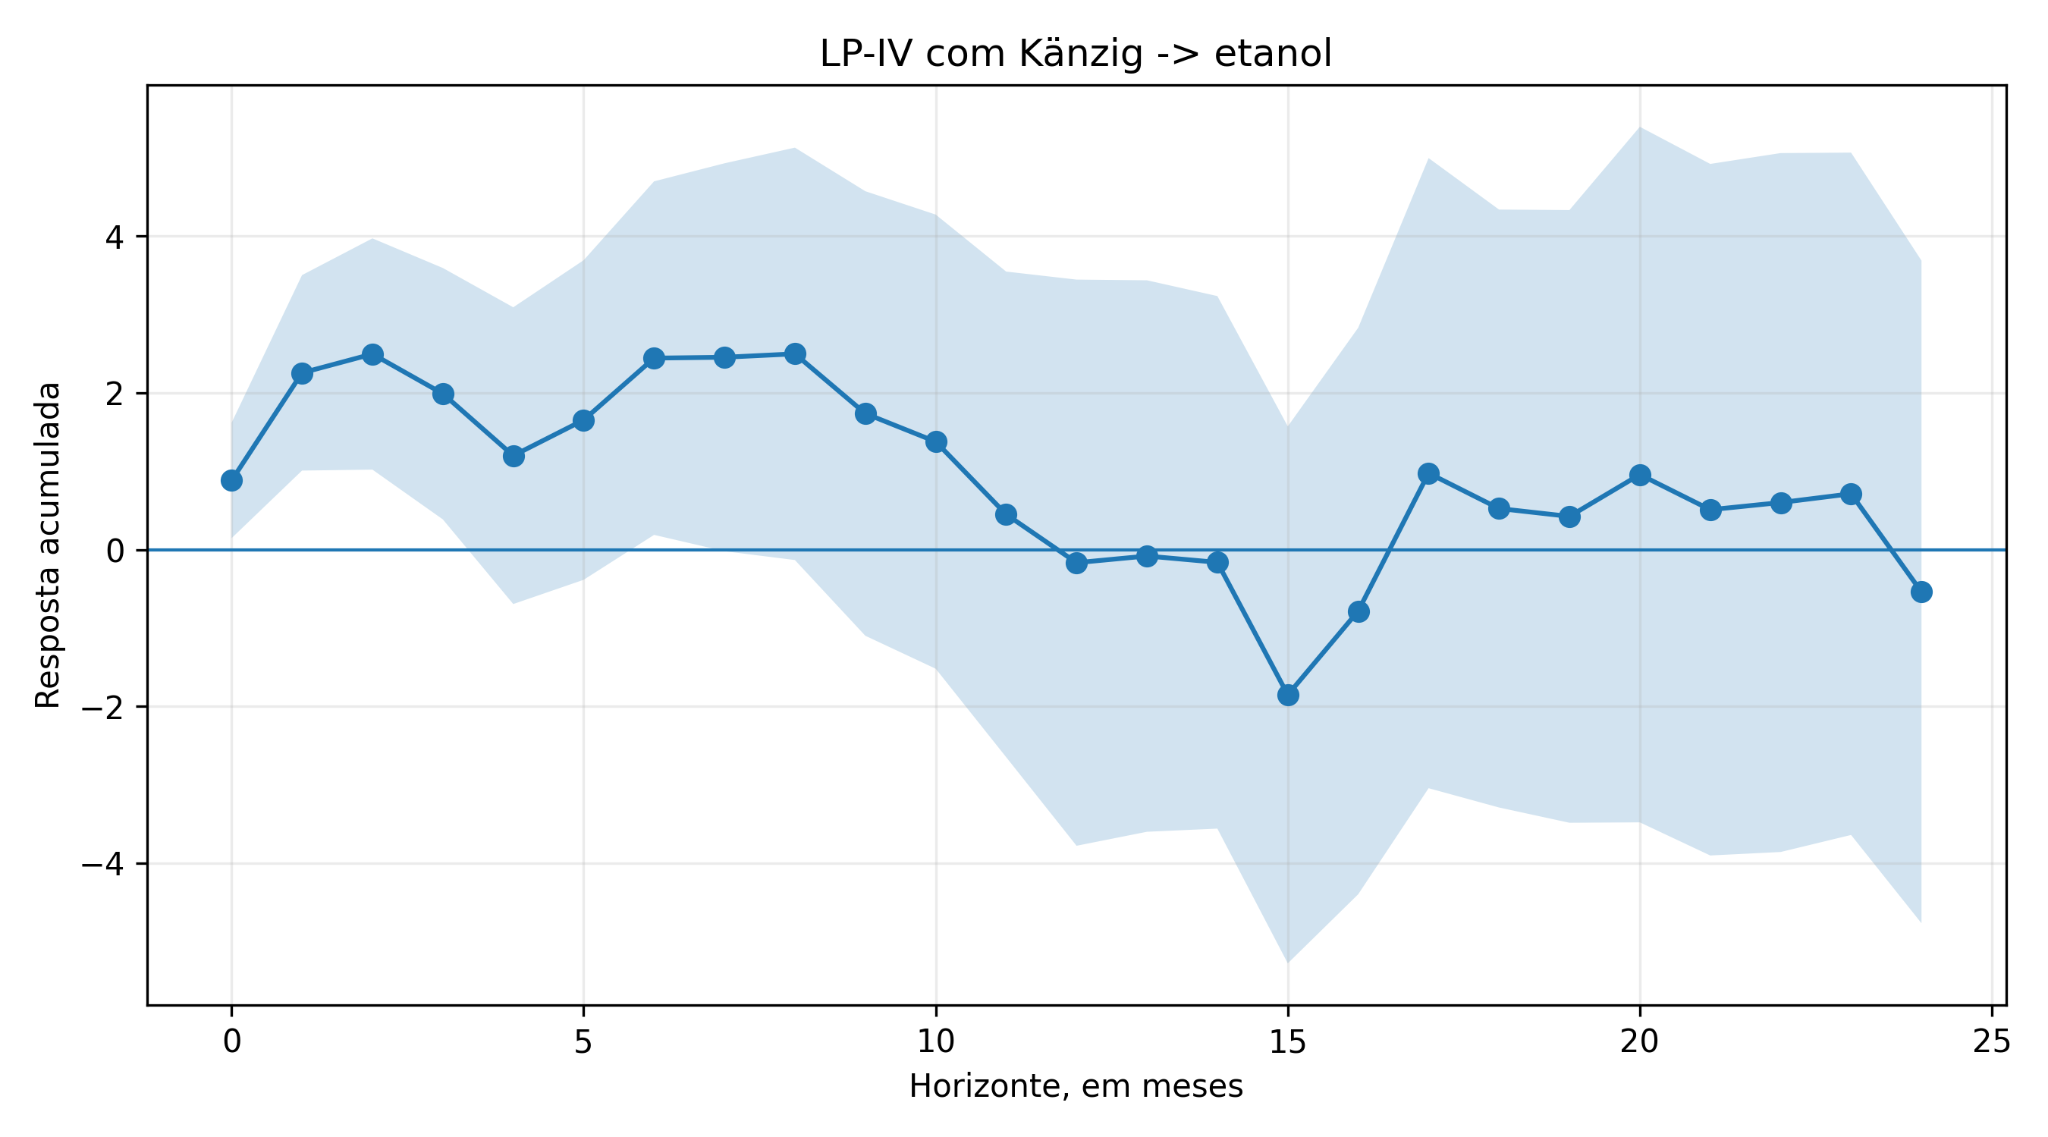 LP-IV com Känzig -> etanol
Resposta acumulada
4
2
0
−2
−4
0 5 10 15 20 25
Horizonte, em meses